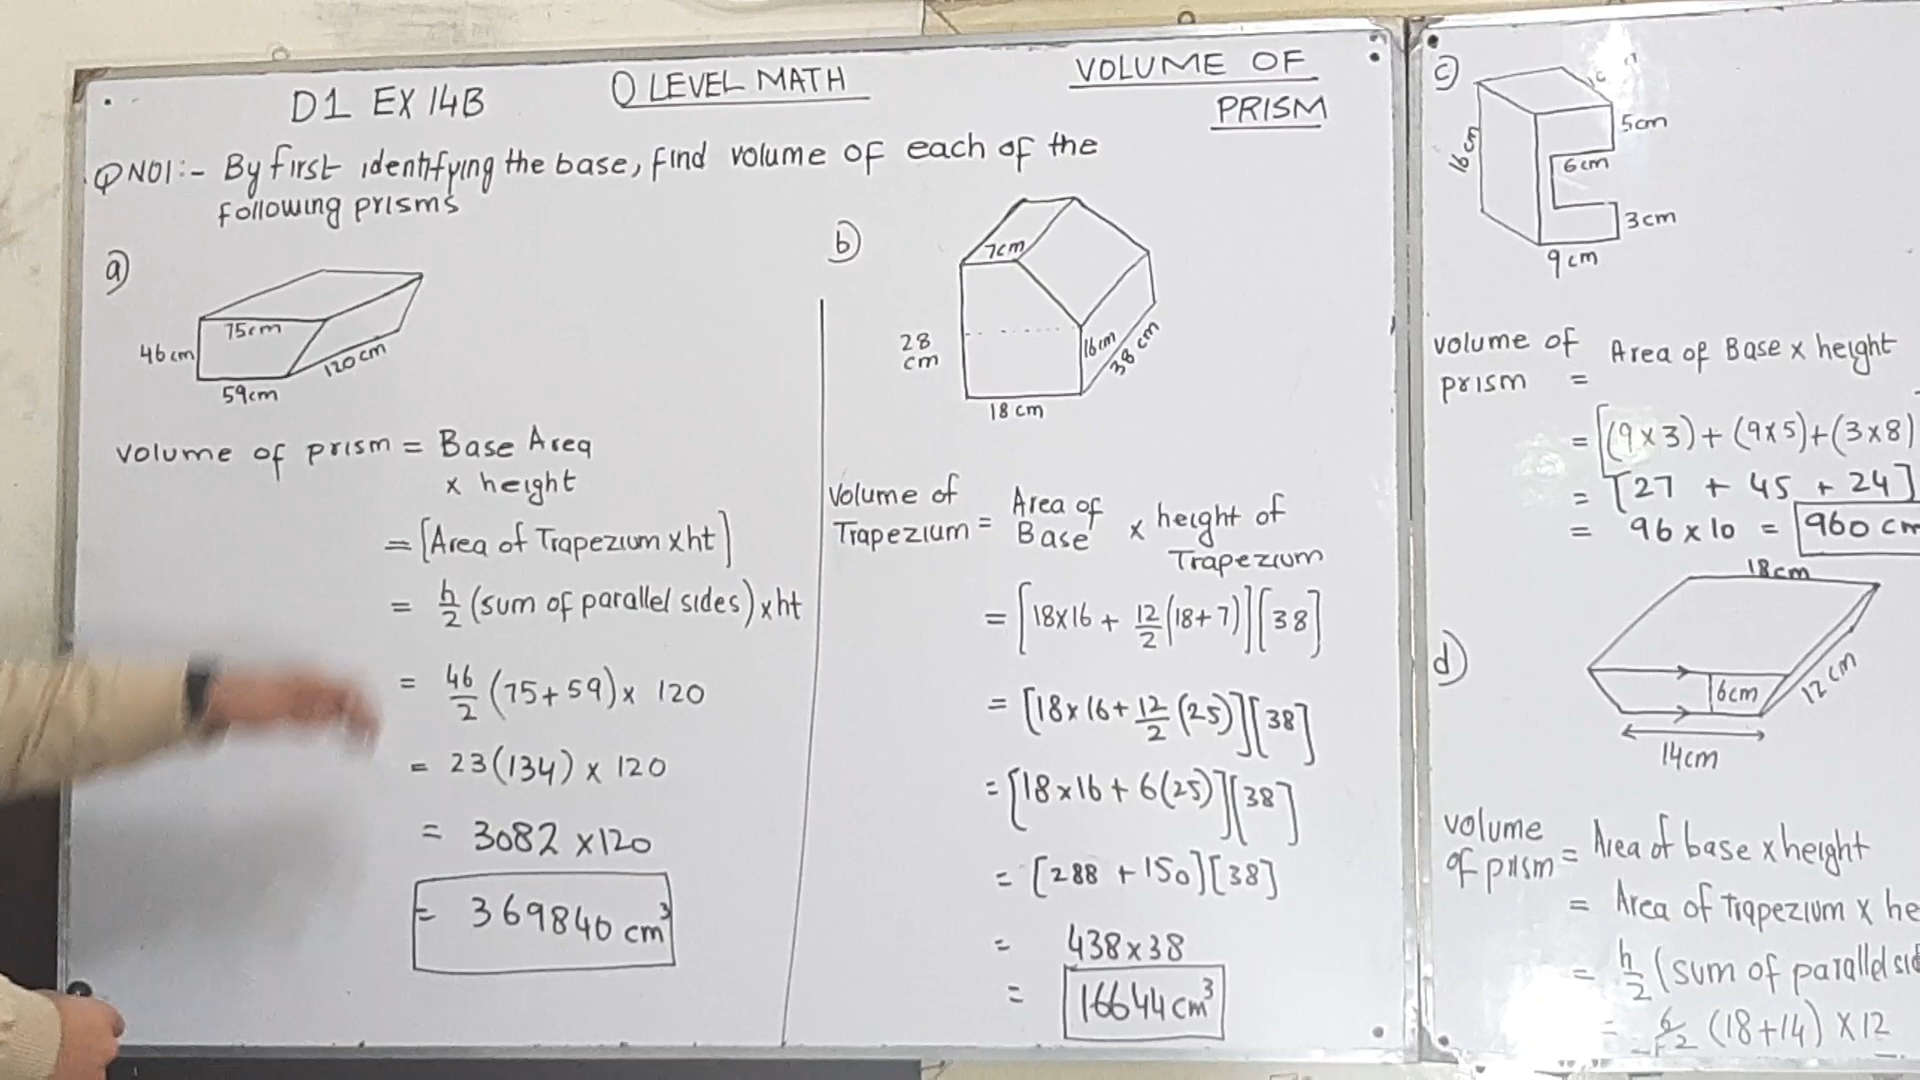 D1 EX 14B
O LEVEL MATH
VOLUME OF
PRISM
QNO1:- By first identifying the base, find volume of each of the
following prisms
a)
75cm
46cm
120cm
59cm
volume of prism = Base Area
x height
= [Area of Trapezium x ht]
= h/2 (sum of parallel sides) x ht
= 46/2 (75+59) x 120
= 23(134) x 120
= 3082 x 120
= 369840 cm³
b)
7cm
28
cm
16cm
38 cm
18 cm
Volume of Trapezium = Area of Base x height of Trapezium
= [18x16 + 12/2 (18+7)][38]
= [18x16 + 12/2 (25)][38]
= [18x16 + 6(25)][38]
= [288 + 150][38]
= 438 x 38
= 16644 cm³
c)
16cm
5cm
6cm
3cm
9cm
volume of prism = Area of Base x height
= [(9x3) + (9x5) + (3x8)
= [27 + 45 + 24]
= 96 x 10 = 960 cm
d)
18cm
6cm
12cm
14cm
volume of prism = Area of base x height
= Area of trapezium x he
= h/2 (sum of parallel sid
= 6/2 (18+14) x 12